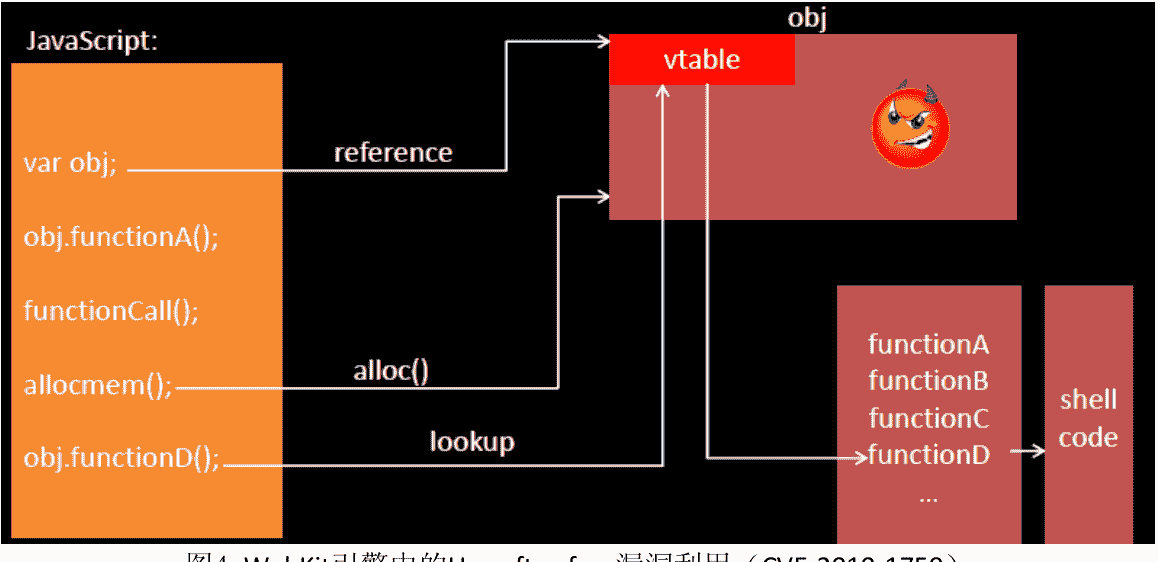 JavaScript:
var obj;
obj.functionA();
functionCall();
allocmem();
obj.functionD();
reference
alloc()
lookup
obj
vtable
functionA
functionB
functionC
functionD
...
shell
code